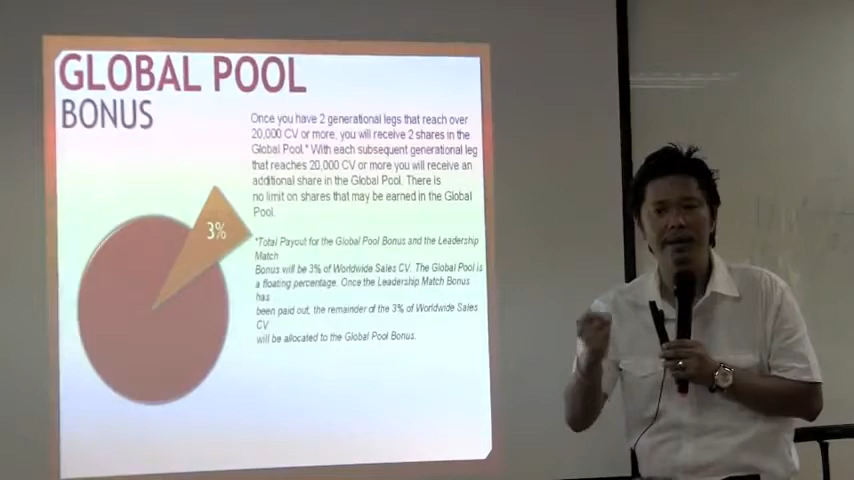 GLOBAL POOL
BONUS
Once you have 2 generational legs that reach over
20,000 CV or more, you will receive 2 shares in the
Global Pool.* With each subsequent generational leg
that reaches 20,000 CV or more you will receive an
additional share in the Global Pool. There is
no limit on shares that may be earned in the Global
Pool.
3%
*Total Payout for the Global Pool Bonus and the Leadership
Match
Bonus will be 3% of Worldwide Sales CV. The Global Pool is
a floating percentage. Once the Leadership Match Bonus
has
been paid out, the remainder of the 3% of Worldwide Sales
CV
will be allocated to the Global Pool Bonus.